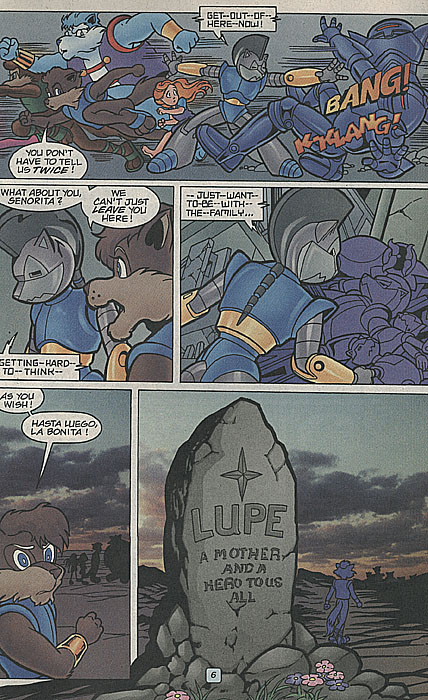 GET--OUT--OF--
HERE--NOW!
BANG!
KYGLANG!
YOU DON'T
HAVE TO TELL
US TWICE!
WHAT ABOUT YOU,
SENORITA?
WE
CAN'T JUST
LEAVE YOU
HERE!
GETTING--HARD--
TO--THINK--
--JUST--WANT--
TO--BE--WITH--
THE--FAMILY...
AS YOU
WISH!
HASTA LUEGO,
LA BONITA!
LUPE
A MOTHER
AND A
HERO TO US
ALL
6